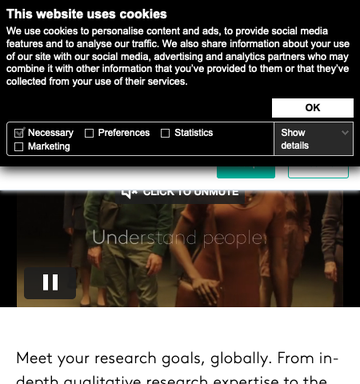 This website uses cookies
We use cookies to personalise content and ads, to provide social media
features and to analyse our traffic. We also share information about your use
of our site with our social media, advertising and analytics partners who may
combine it with other information that you've provided to them or that they've
collected from your use of their services.
OK
Necessary Preferences Statistics Show details
Marketing
CLICK TO UNMUTE
Understand people
Meet your research goals, globally. From in-
depth qualitative research expertise to the